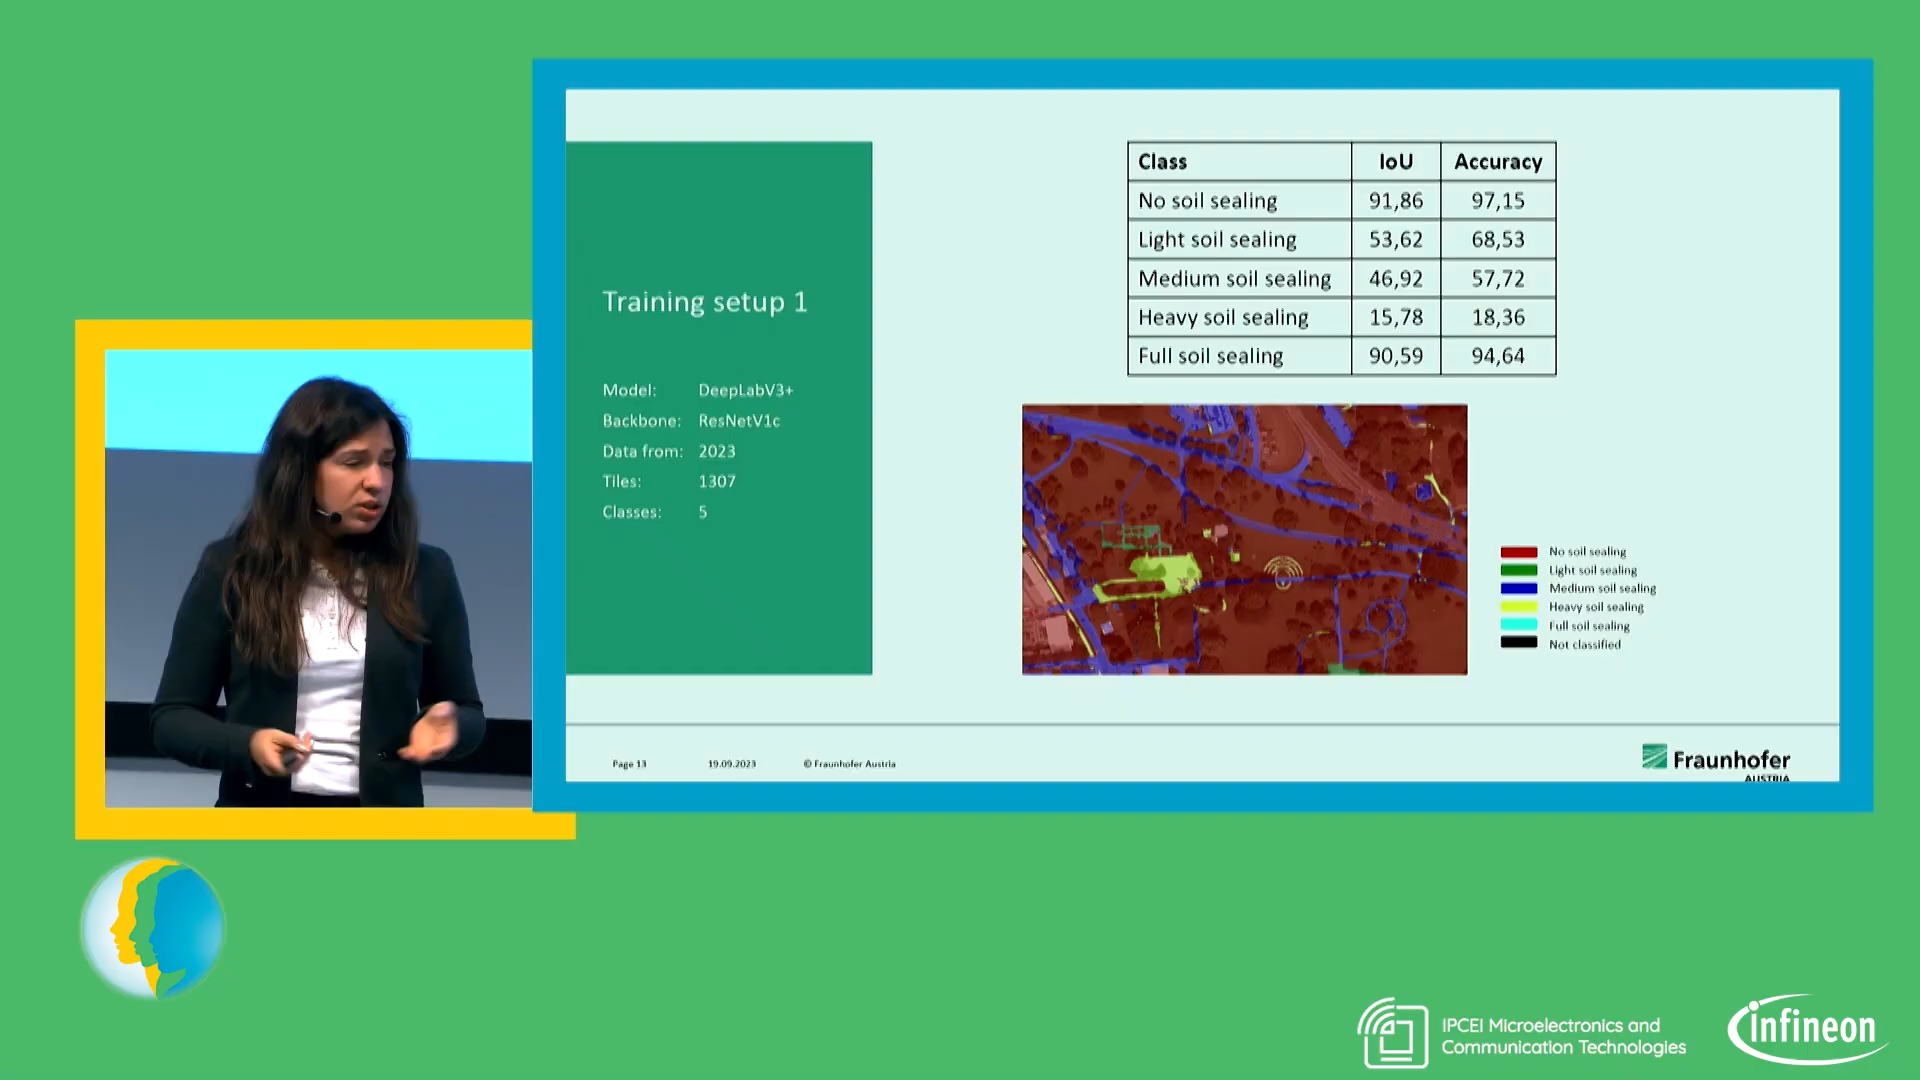 Training setup 1
Model: DeepLabV3+
Backbone: ResNetV1c
Data from: 2023
Tiles: 1307
Classes: 5
Class IoU Accuracy
No soil sealing 91,86 97,15
Light soil sealing 53,62 68,53
Medium soil sealing 46,92 57,72
Heavy soil sealing 15,78 18,36
Full soil sealing 90,59 94,64
No soil sealing
Light soil sealing
Medium soil sealing
Heavy soil sealing
Full soil sealing
Not classified
Page 13 19.09.2023 © Fraunhofer Austria
Fraunhofer
AUSTRIA
IPCEI Microelectronics and
Communication Technologies
infineon